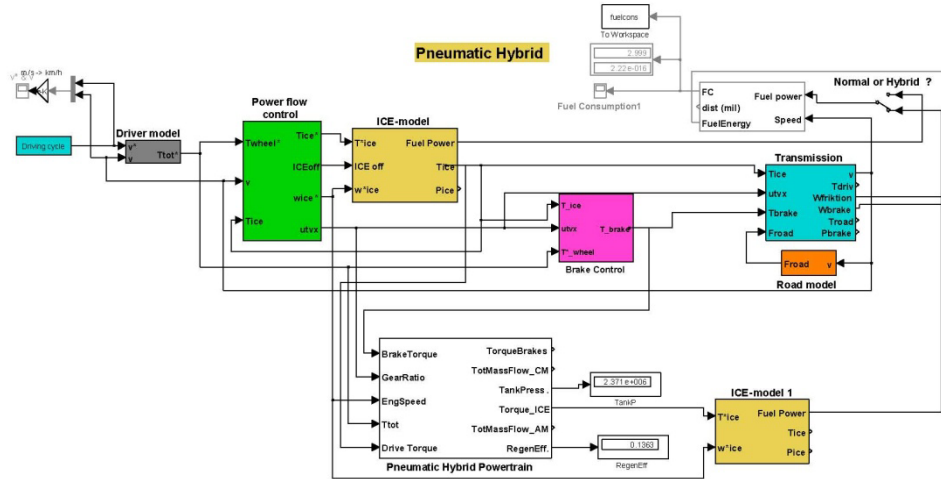 fuelcons
To Workspace
Pneumatic Hybrid
2.999
2.22e-016
m/s -> km/h
Fuel Consumption1
FC
dist (mil)
FuelEnergy
Fuel power
Speed
Normal or Hybrid ?
Driving cycle
Driver model
v*
v
Ttot*
Power flow
control
Twheel*
v
Tice
Tice*
ICEoff
wice*
utvx
ICE-model
T*ice
ICE off
w*ice
Fuel Power
Tice
Pice
T_ice
utvx
T*_wheel
T_brake
Brake Control
Transmission
Tice
utvx
Tbrake
Froad
v
Tdriv
Wfriktion
Wbrake
Troad
Pbrake
Froad
v
Road model
BrakeTorque
GearRatio
EngSpeed
Ttot
Drive Torque
TorqueBrakes
TotMassFlow_CM
TankPress .
Torque_ICE
TotMassFlow_AM
RegenEff.
Pneumatic Hybrid Powertrain
2.371e+006
TankP
0.1363
RegenEff
ICE-model 1
T*ice
w*ice
Fuel Power
Tice
Pice